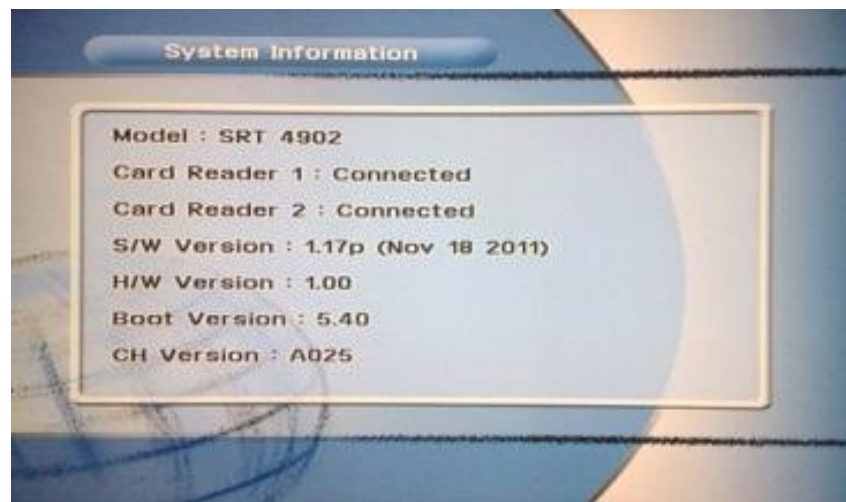 System Information
Model : SRT 4902
Card Reader 1 : Connected
Card Reader 2 : Connected
S/W Version : 1.17p (Nov 18 2011)
H/W Version : 1.00
Boot Version : 5.40
CH Version : A025